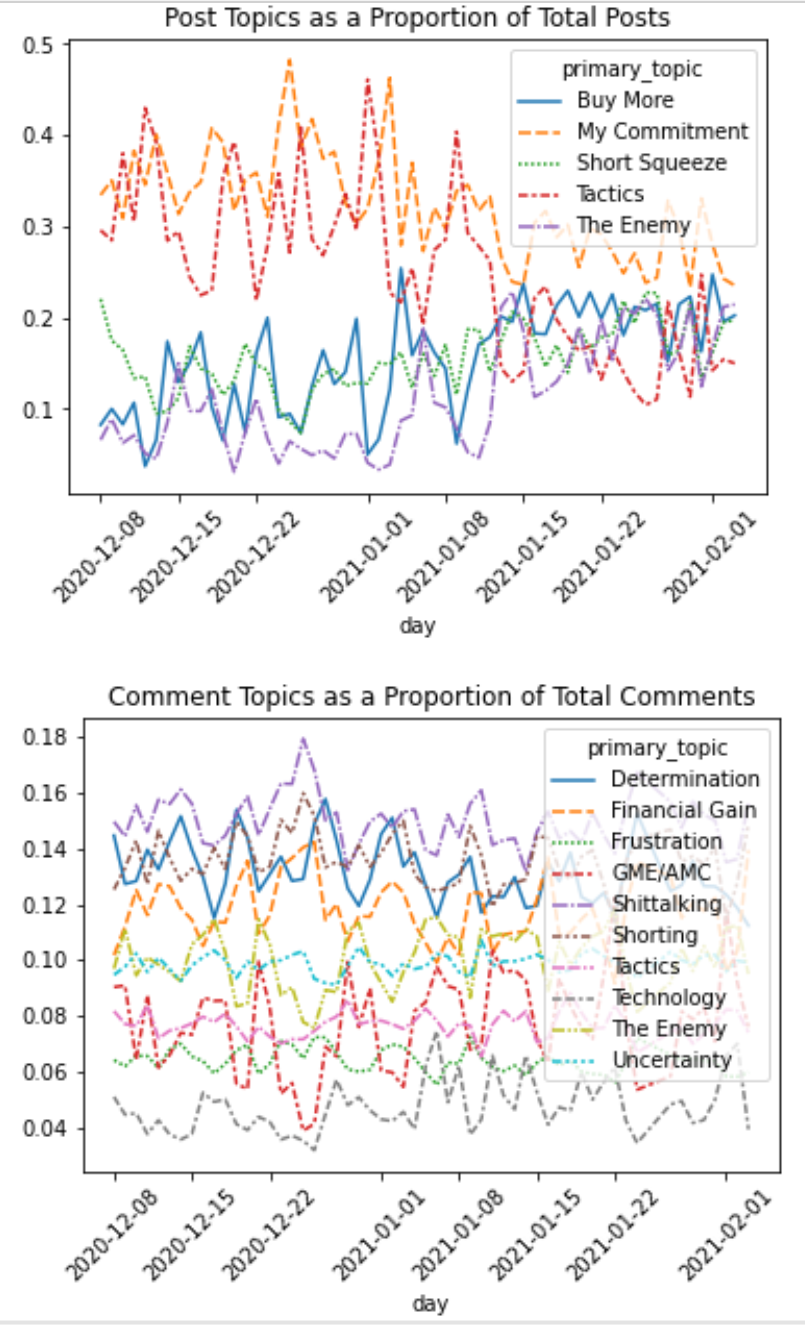 Post Topics as a Proportion of Total Posts
0.5
0.4
0.3
0.2
0.1
primary_topic
Buy More
My Commitment
Short Squeeze
Tactics
The Enemy
2020-12-08
2020-12-15
2020-12-22
2021-01-01
2021-01-08
2021-01-15
2021-01-22
2021-02-01
day
Comment Topics as a Proportion of Total Comments
0.18
0.16
0.14
0.12
0.10
0.08
0.06
0.04
primary_topic
Determination
Financial Gain
Frustration
GME/AMC
Shittalking
Shorting
Tactics
Technology
The Enemy
Uncertainty
2020-12-08
2020-12-15
2020-12-22
2021-01-01
2021-01-08
2021-01-15
2021-01-22
2021-02-01
day